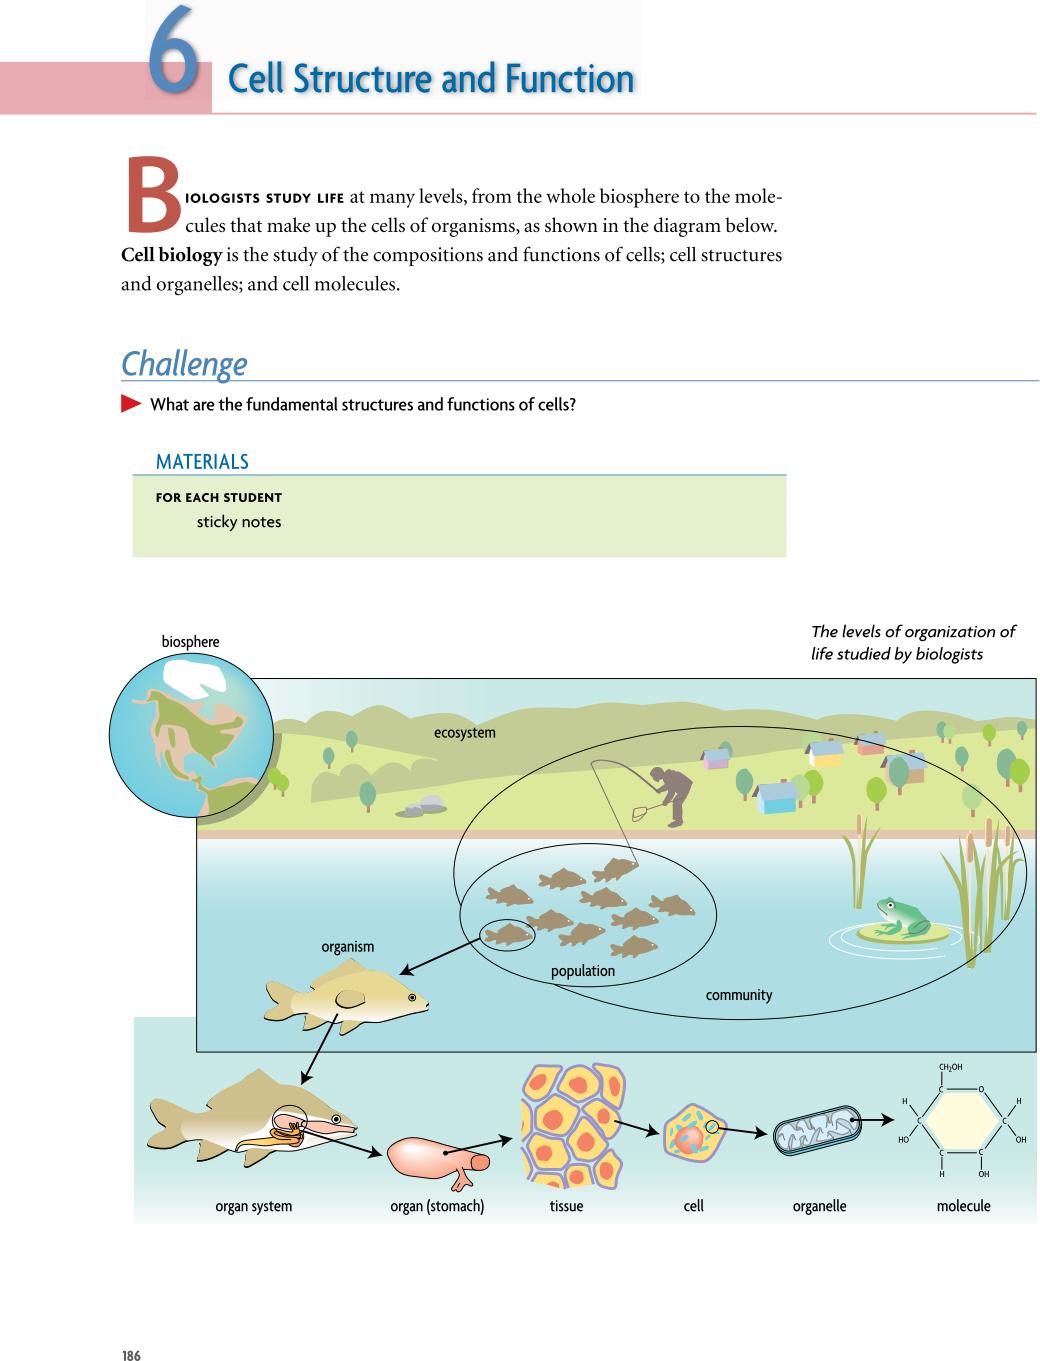 6
Cell Structure and Function
BIOLOGISTS STUDY LIFE at many levels, from the whole biosphere to the mole-
cules that make up the cells of organisms, as shown in the diagram below.
Cell biology is the study of the compositions and functions of cells; cell structures
and organelles; and cell molecules.
Challenge
What are the fundamental structures and functions of cells?
MATERIALS
FOR EACH STUDENT
sticky notes
The levels of organization of
life studied by biologists
biosphere
ecosystem
organism
population
community
CH₂OH
C
O
H
H
C
C
HO
OH
C
C
H
OH
organ system
organ (stomach)
tissue
cell
organelle
molecule
186